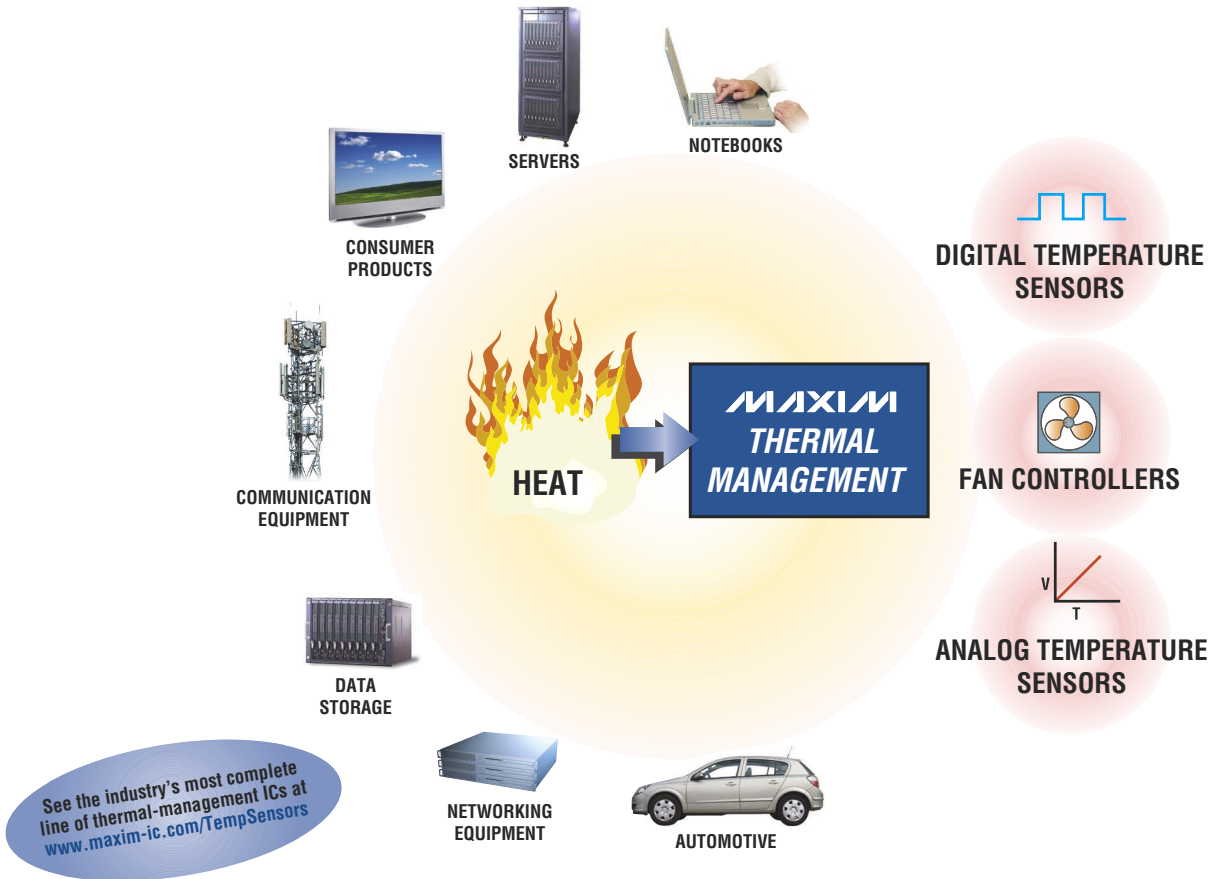 SERVERS
NOTEBOOKS
CONSUMER
PRODUCTS
DIGITAL TEMPERATURE
SENSORS
MAXIM
THERMAL
MANAGEMENT
HEAT
FAN CONTROLLERS
COMMUNICATION
EQUIPMENT
V
T
ANALOG TEMPERATURE
SENSORS
DATA
STORAGE
NETWORKING
EQUIPMENT
AUTOMOTIVE
See the industry's most complete
line of thermal-management ICs at
www.maxim-ic.com/TempSensors